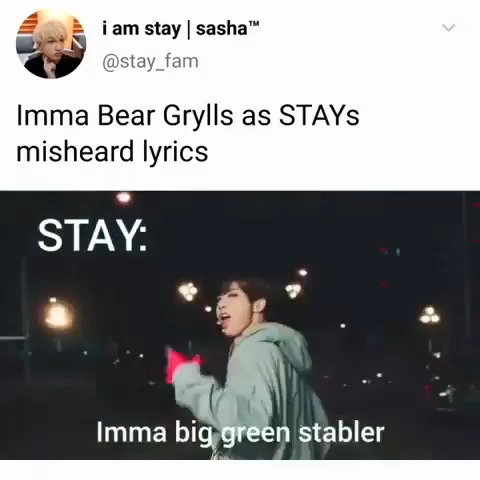 i am stay | sasha™
@stay_fam
Imma Bear Grylls as STAYs
misheard lyrics
STAY:
Imma big green stabler